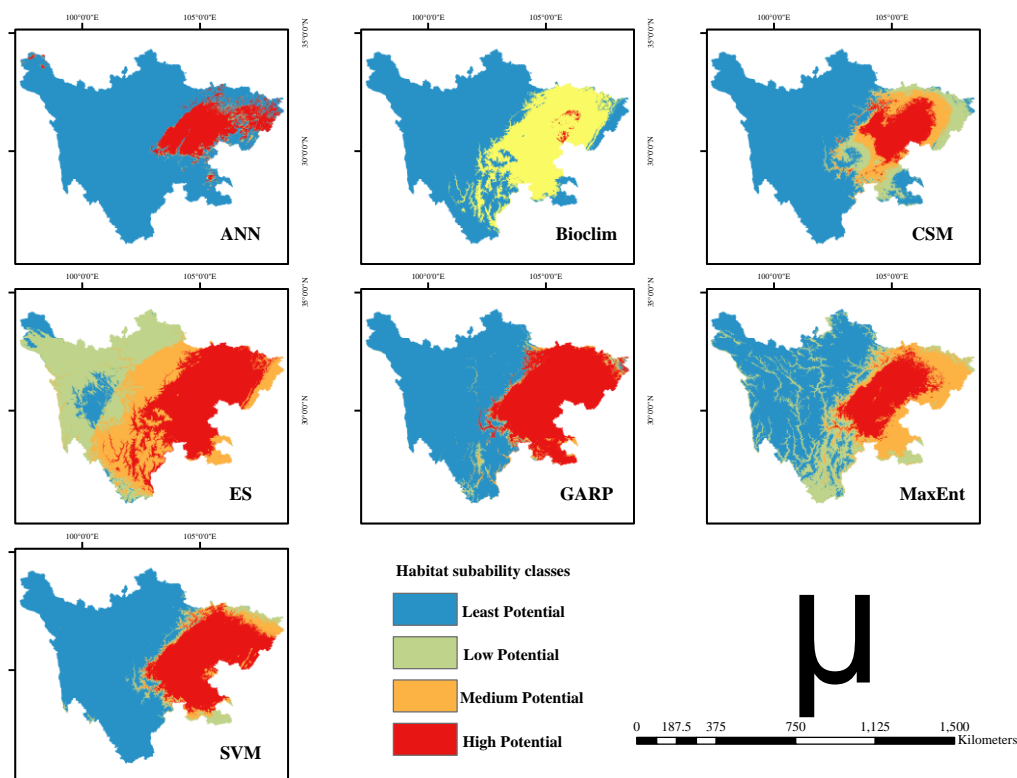 100°0'0"E 105°0'0"E 100°0'0"E 105°0'0"E 100°0'0"E 105°0'0"E
35°0'0"N 35°0'0"N
30°0'0"N 30°0'0"N
ANN Bioclim CSM
100°0'0"E 105°0'0"E 100°0'0"E 105°0'0"E 100°0'0"E 105°0'0"E
35°0'0"N 35°0'0"N
30°0'0"N 30°0'0"N
ES GARP MaxEnt
100°0'0"E 105°0'0"E
SVM
Habitat subability classes
Least Potential
Low Potential
Medium Potential
High Potential
µ
0 187.5 375 750 1,125 1,500
Kilometers